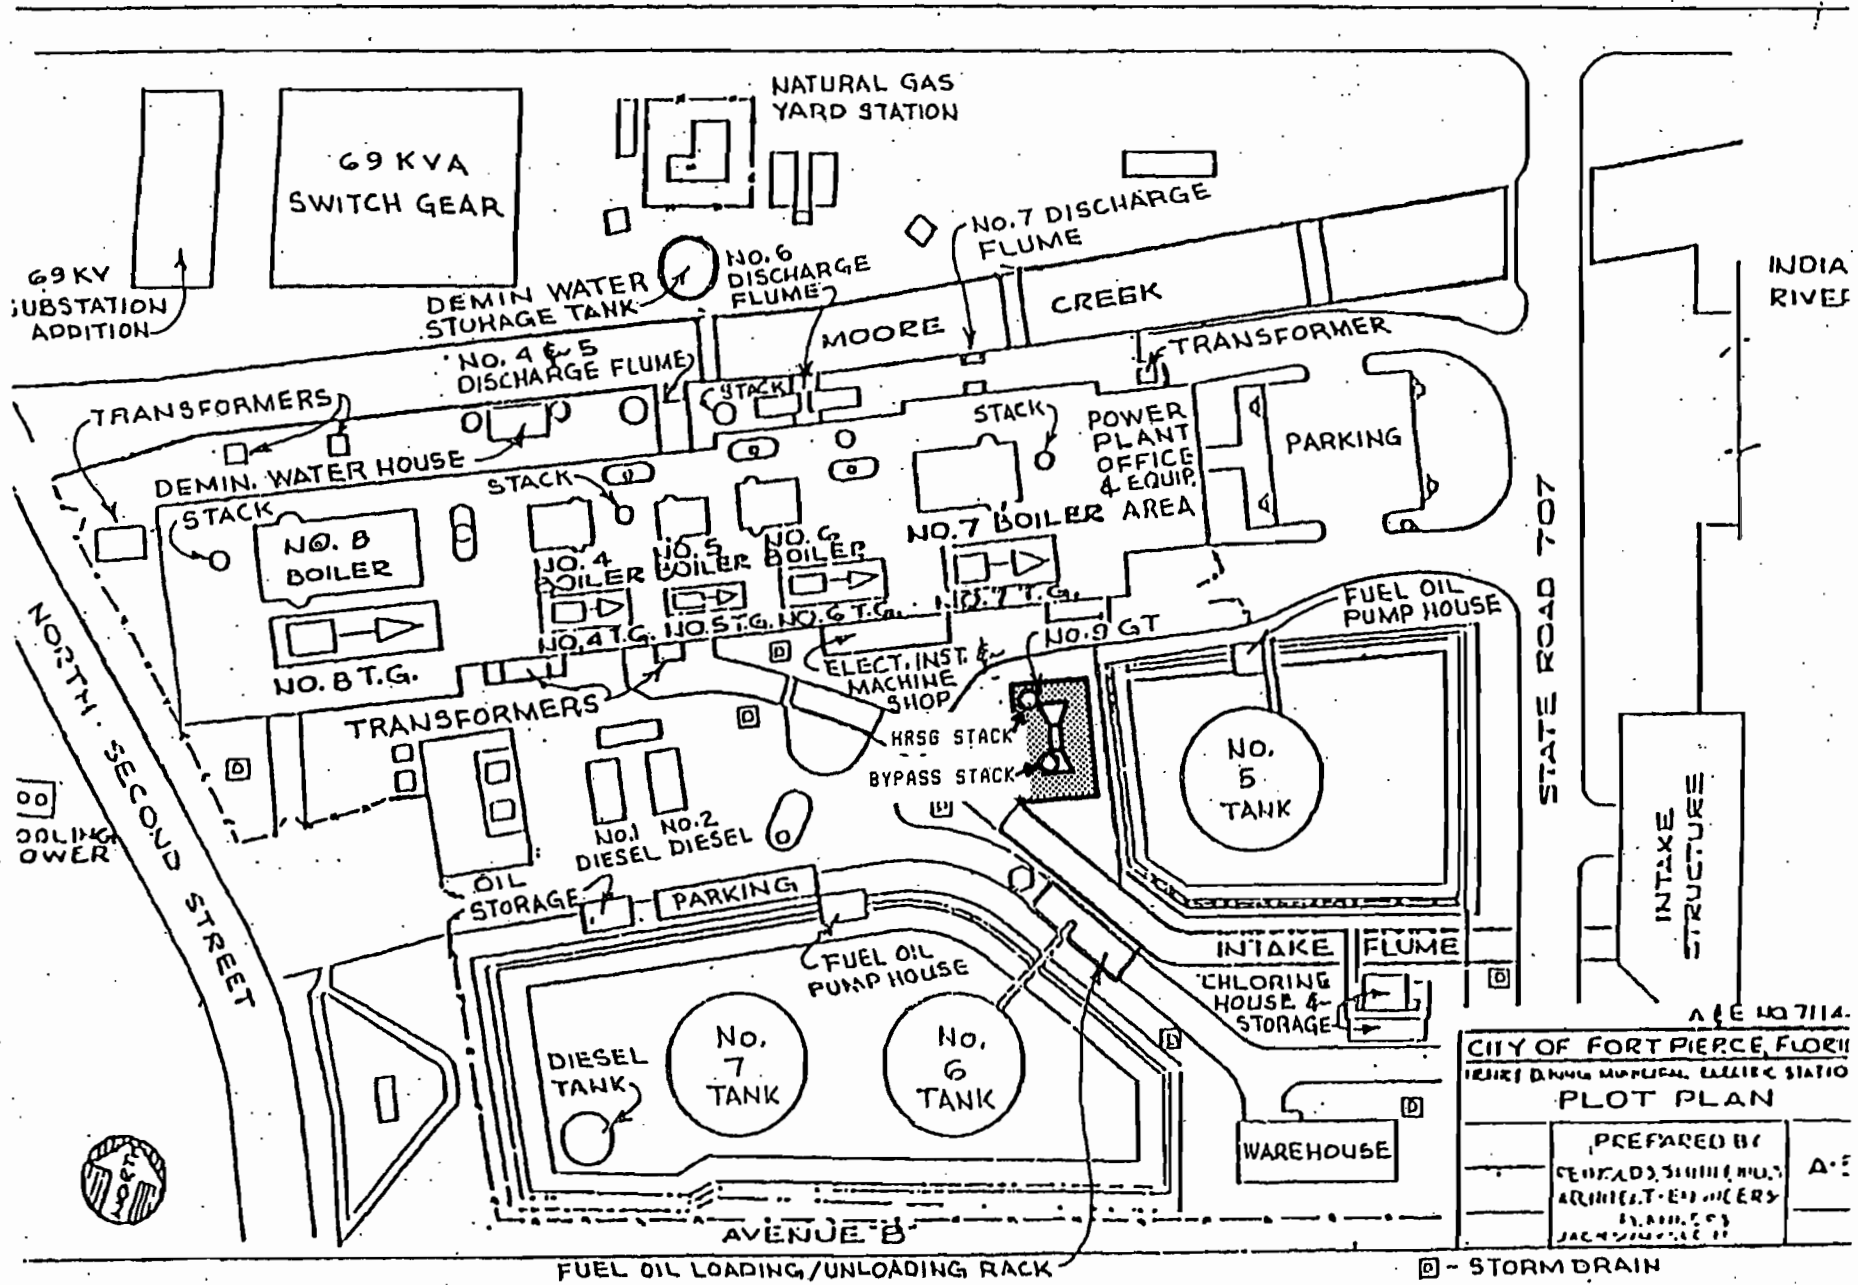 NATURAL GAS
YARD STATION
69 KVA
SWITCH GEAR
69 KV
SUBSTATION
ADDITION
DEMIN WATER
STORAGE TANK
NO. 6
DISCHARGE
FLUME
NO. 7 DISCHARGE
FLUME
MOORE
CREEK
INDIA
RIVER
TRANSFORMER
NO. 4 & 5
DISCHARGE FLUME
STACK
TRANSFORMERS
DEMIN. WATER HOUSE
STACK
STACK
STACK
POWER
PLANT
OFFICE
& EQUIP.
AREA
PARKING
NO. 8
BOILER
NO. 4
BOILER
NO. 5
BOILER
NO. 6
BOILER
NO. 7 BOILER
NO. 8 T.G.
NO. 4 T.G.
NO. 5 T.G.
NO. 6 T.G.
NO. 7 T.G.
NO. 9 GT
FUEL OIL
PUMP HOUSE
STATE ROAD 707
NORTH SECOND STREET
ELECT. INST. &
MACHINE
SHOP
TRANSFORMERS
HRSG STACK
BYPASS STACK
NO.
5
TANK
D
D
D
D
OOLING
OWER
NO.1
DIESEL
NO.2
DIESEL
OIL
STORAGE
PARKING
FUEL OIL
PUMP HOUSE
INTAKE
STRUCTURE
INTAKE FLUME
CHLORINE
HOUSE &
STORAGE
D
D
D
NO.
7
TANK
NO.
6
TANK
DIESEL
TANK
WAREHOUSE
NORTH
AVENUE "B"
FUEL OIL LOADING/UNLOADING RACK
A & E NO 7114-
CITY OF FORT PIERCE, FLORI
PLOT PLAN
PREPARED BY
D - STORM DRAIN